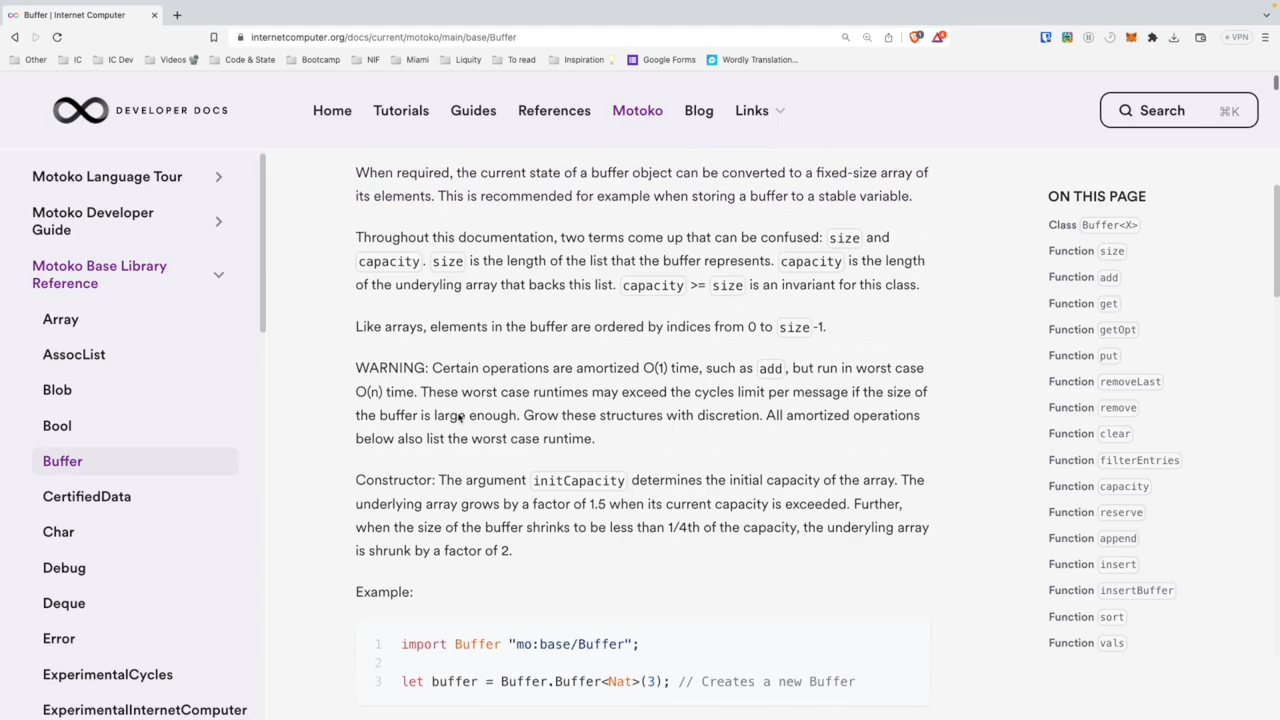 Buffer | Internet Computer
internetcomputer.org/docs/current/motoko/main/base/Buffer
VPN
Other
IC
IC Dev
Videos
Code & State
Bootcamp
NIF
Miami
Liquity
To read
Inspiration
Google Forms
Wordly Translation...
DEVELOPER DOCS
Home
Tutorials
Guides
References
Motoko
Blog
Links
Search
⌘K
Motoko Language Tour
Motoko Developer
Guide
Motoko Base Library
Reference
Array
AssocList
Blob
Bool
Buffer
CertifiedData
Char
Debug
Deque
Error
ExperimentalCycles
ExperimentalInternetComputer
When required, the current state of a buffer object can be converted to a fixed-size array of
its elements. This is recommended for example when storing a buffer to a stable variable.
Throughout this documentation, two terms come up that can be confused: size and
capacity. size is the length of the list that the buffer represents. capacity is the length
of the underyling array that backs this list. capacity >= size is an invariant for this class.
Like arrays, elements in the buffer are ordered by indices from 0 to size -1.
WARNING: Certain operations are amortized O(1) time, such as add, but run in worst case
O(n) time. These worst case runtimes may exceed the cycles limit per message if the size of
the buffer is large enough. Grow these structures with discretion. All amortized operations
below also list the worst case runtime.
Constructor: The argument initCapacity determines the initial capacity of the array. The
underlying array grows by a factor of 1.5 when its current capacity is exceeded. Further,
when the size of the buffer shrinks to be less than 1/4th of the capacity, the underyling array
is shrunk by a factor of 2.
Example:
1 import Buffer "mo:base/Buffer";
2
3 let buffer = Buffer.Buffer<Nat>(3); // Creates a new Buffer
ON THIS PAGE
Class Buffer<X>
Function size
Function add
Function get
Function getOpt
Function put
Function removeLast
Function remove
Function clear
Function filterEntries
Function capacity
Function reserve
Function append
Function insert
Function insertBuffer
Function sort
Function vals